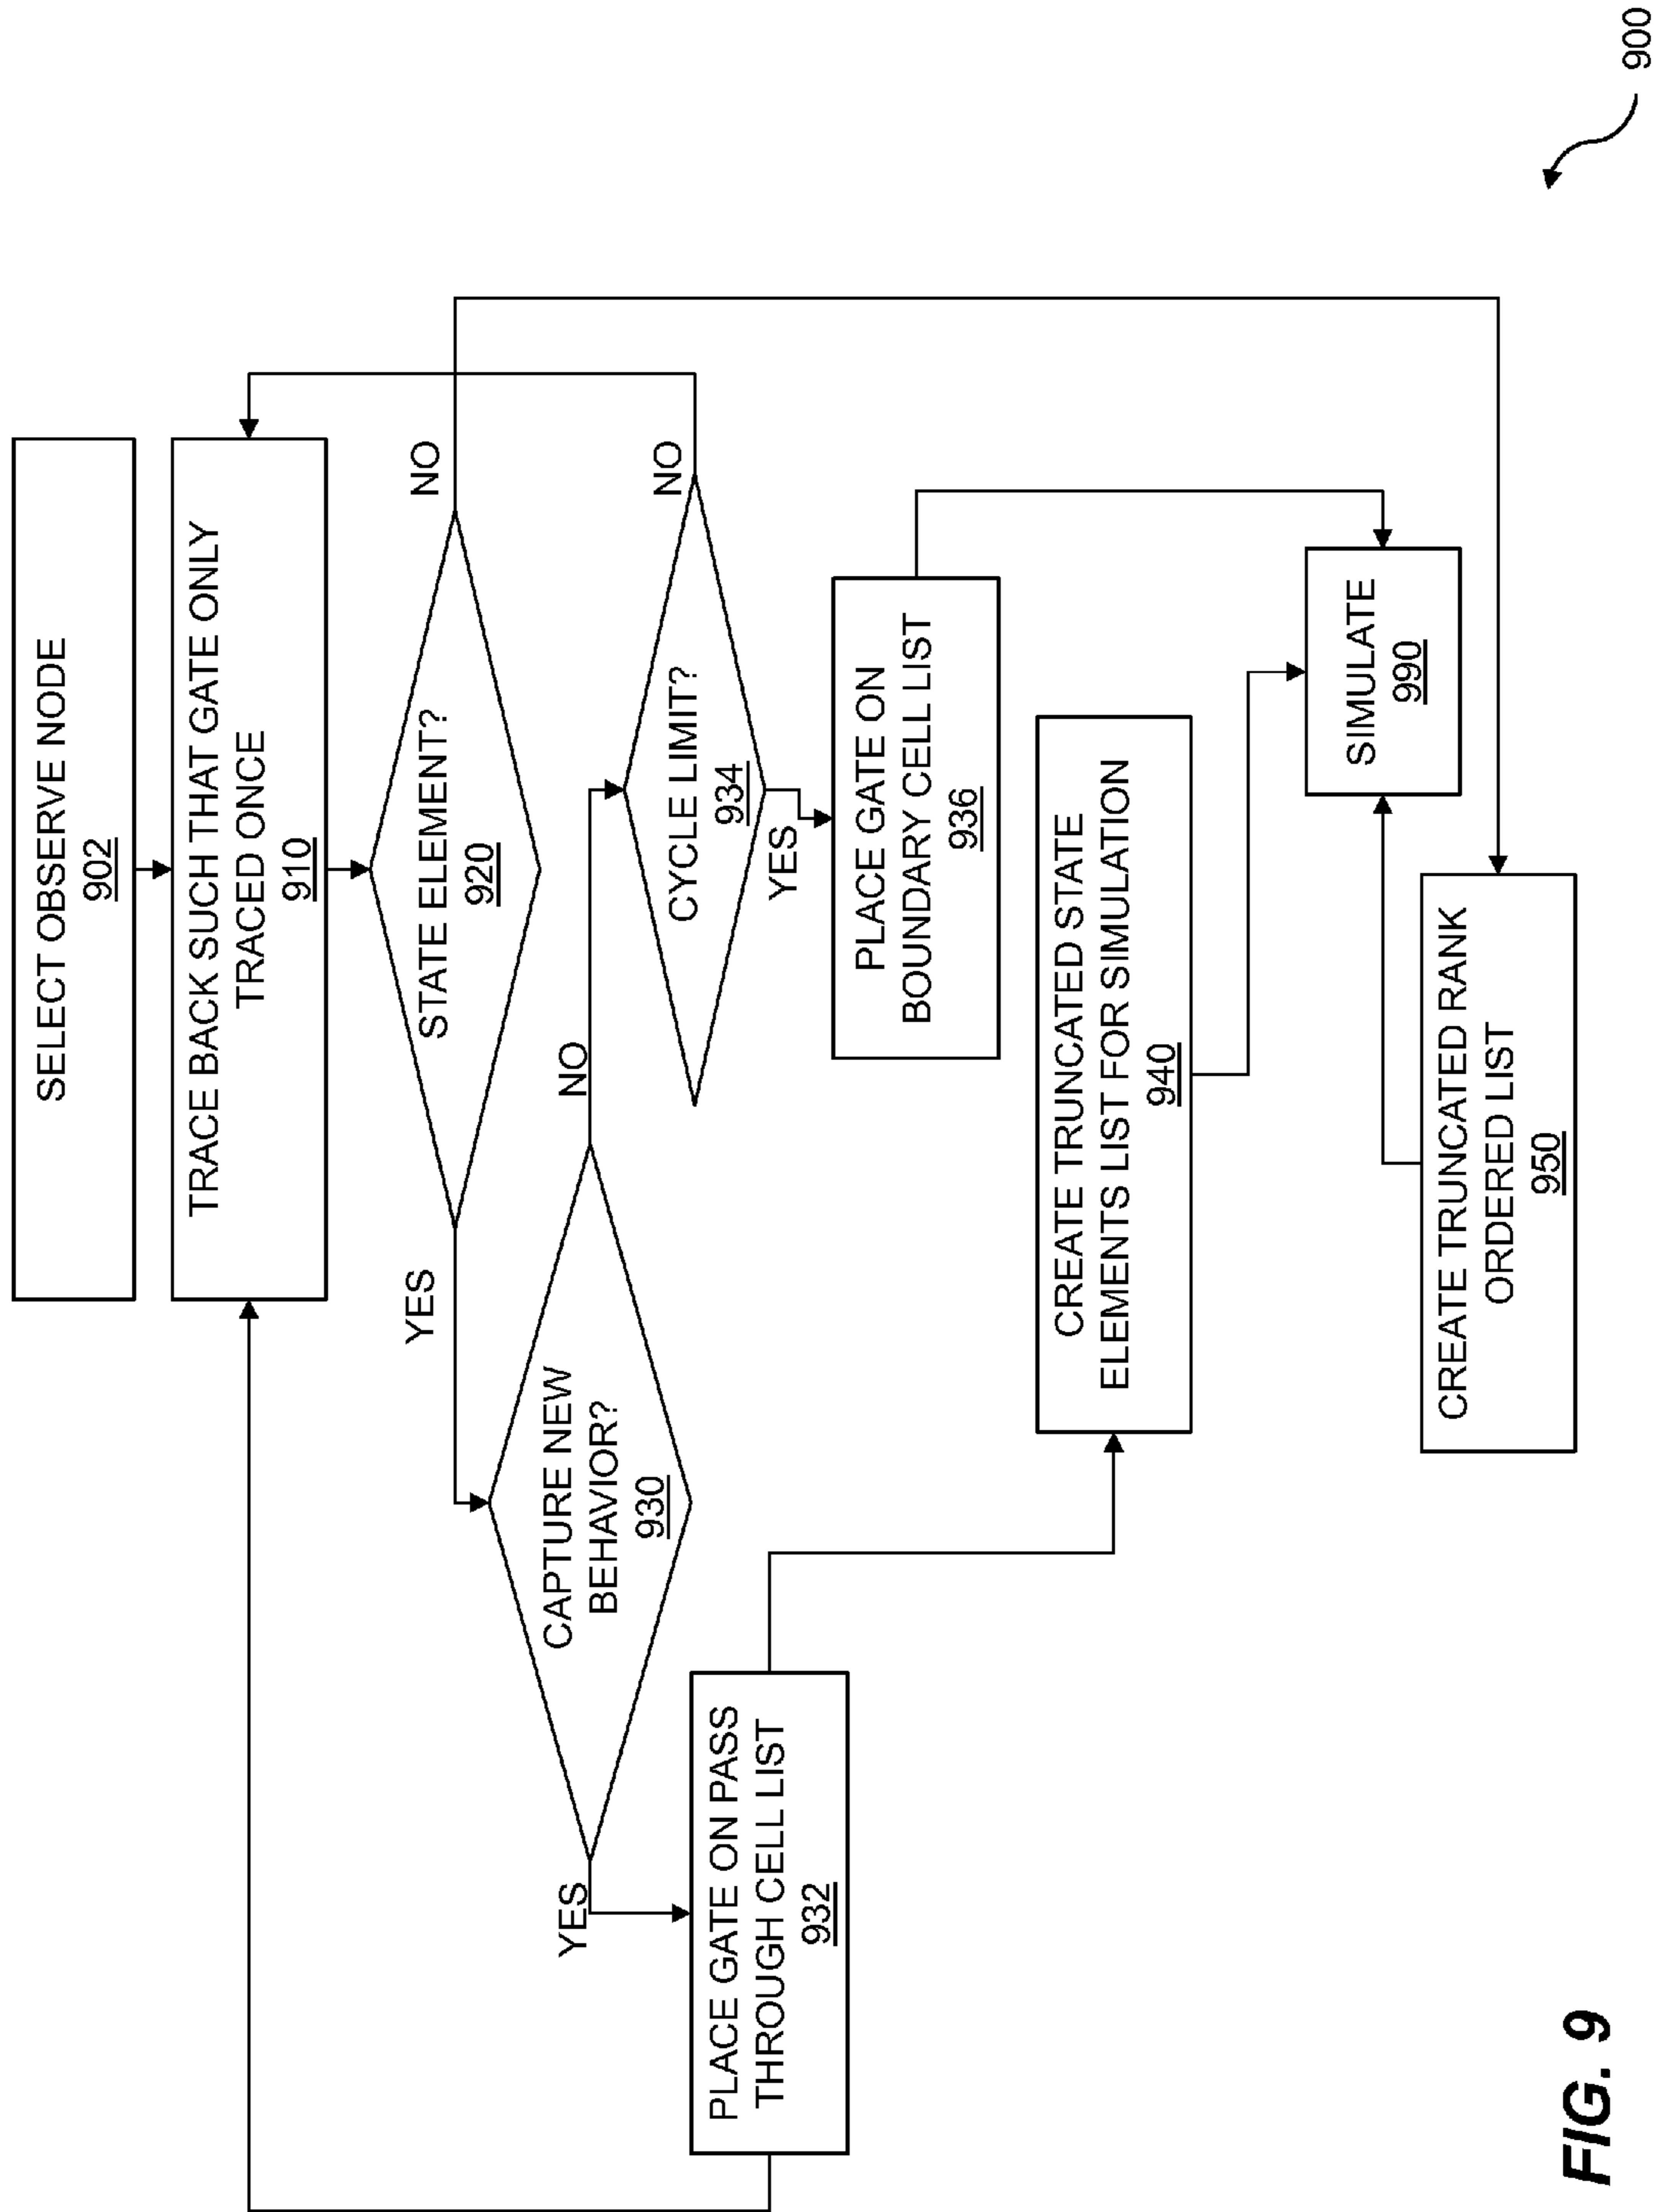 SELECT OBSERVE NODE
902
TRACE BACK SUCH THAT GATE ONLY
TRACED ONCE
910
STATE ELEMENT?
920
YES
NO
CAPTURE NEW
BEHAVIOR?
930
YES
NO
CYCLE LIMIT?
934
NO
YES
PLACE GATE ON PASS
THROUGH CELL LIST
932
PLACE GATE ON
BOUNDARY CELL LIST
936
CREATE TRUNCATED STATE
ELEMENTS LIST FOR SIMULATION
940
SIMULATE
990
CREATE TRUNCATED RANK
ORDERED LIST
950
900
FIG. 9